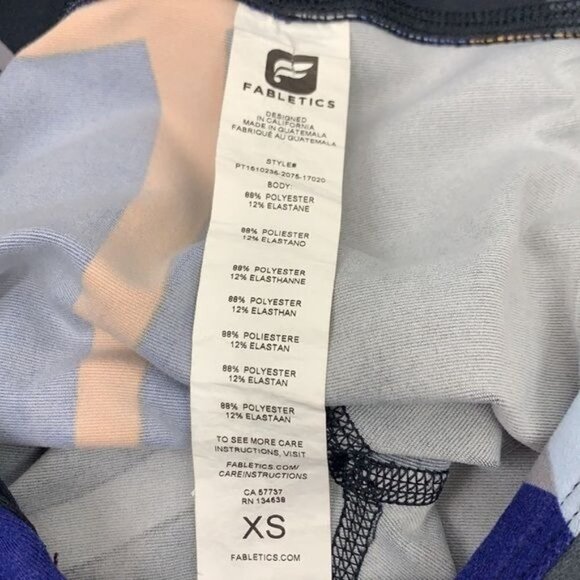 FABLETICS
DESIGNED
IN CALIFORNIA
MADE IN GUATEMALA
FABRIQUÉ AU GUATEMALA
STYLE#
PT1610236-2075-17020
BODY:
88% POLYESTER
12% ELASTANE
88% POLIESTER
12% ELASTANO
88% POLYESTER
12% ELASTHANNE
88% POLYESTER
12% ELASTHAN
88% POLIESTERE
12% ELASTAN
88% POLYESTER
12% ELASTAN
88% POLYESTER
12% ELASTAAN
TO SEE MORE CARE
INSTRUCTIONS, VISIT
FABLETICS.COM/
CAREINSTRUCTIONS
CA 57737
RN 134638
XS
FABLETICS.COM